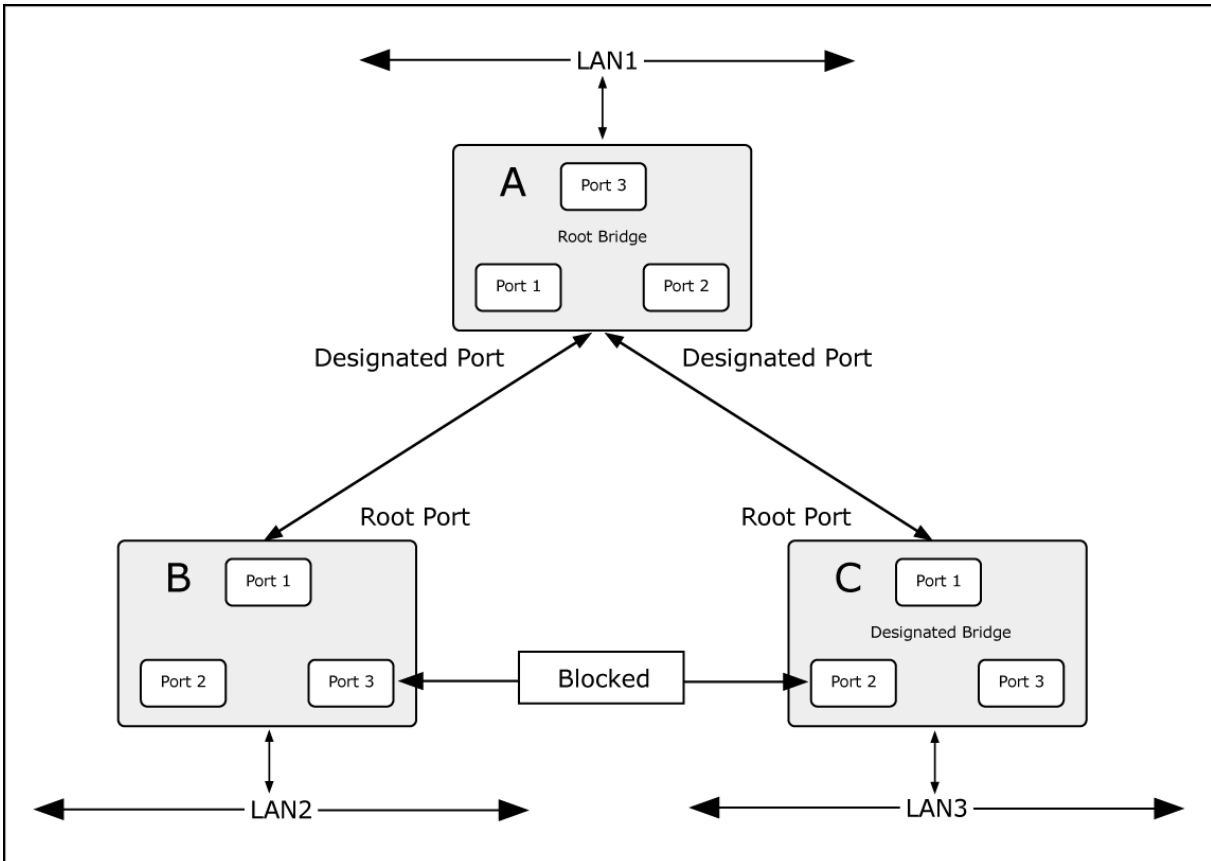 LAN1
A
Port 3
Root Bridge
Port 1
Port 2
Designated Port
Designated Port
Root Port
Root Port
B
Port 1
Port 2
Port 3
Blocked
C
Port 1
Designated Bridge
Port 2
Port 3
LAN2
LAN3